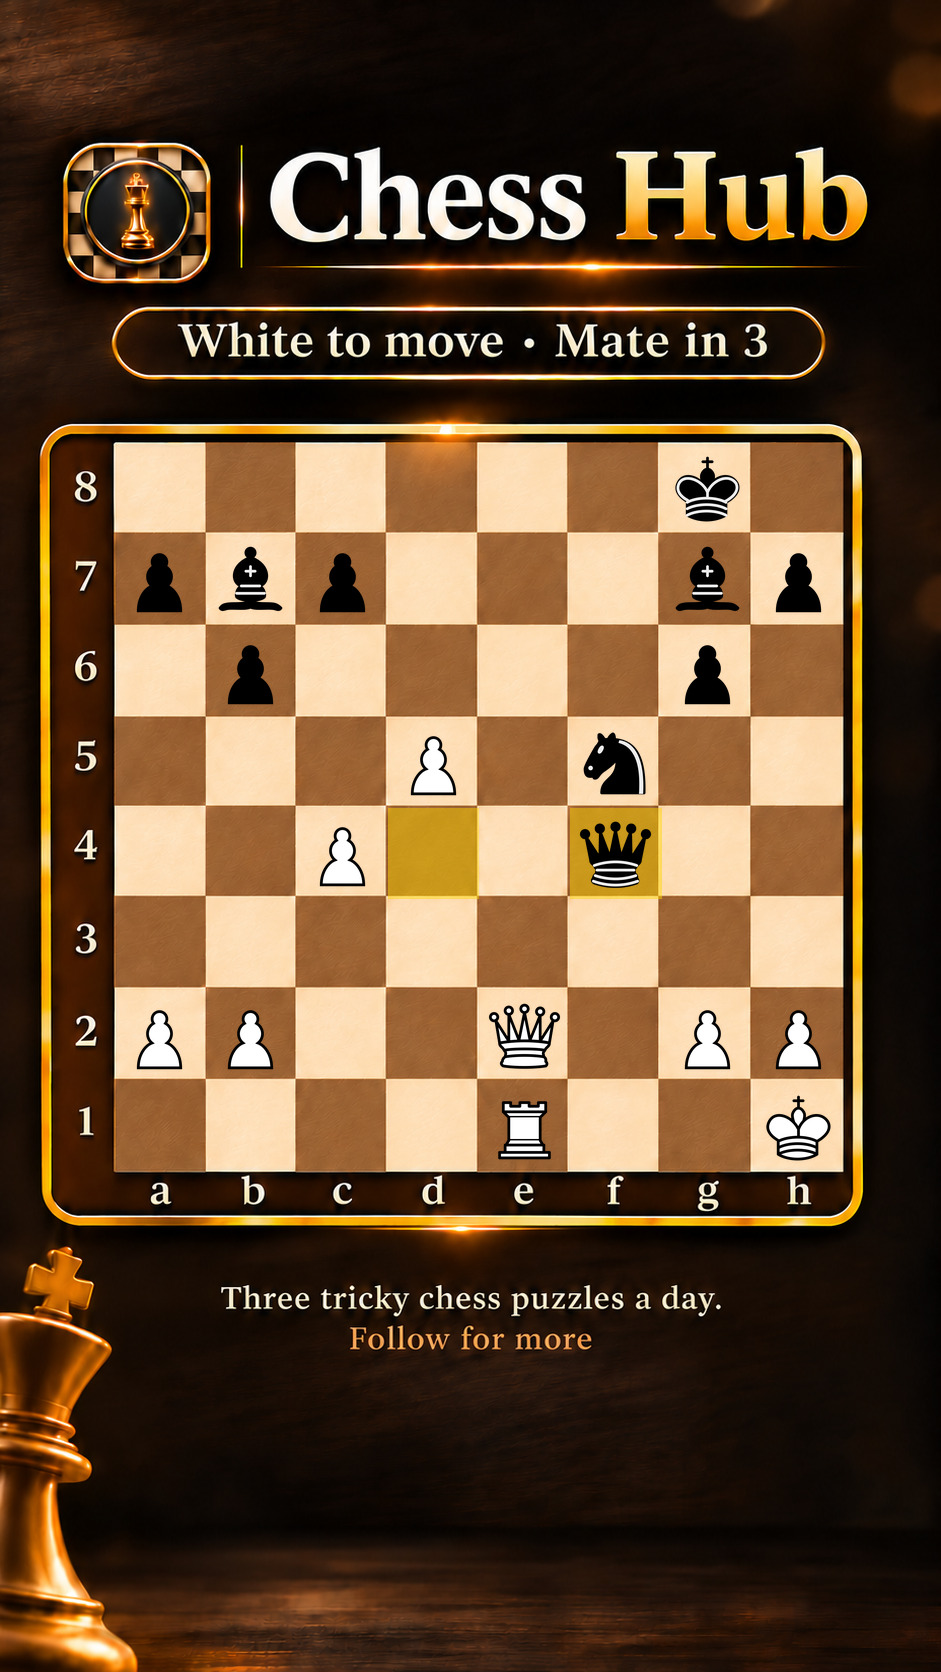 Chess Hub
White to move • Mate in 3
8
7
6
5
4
3
2
1
a b c d e f g h
Three tricky chess puzzles a day.
Follow for more